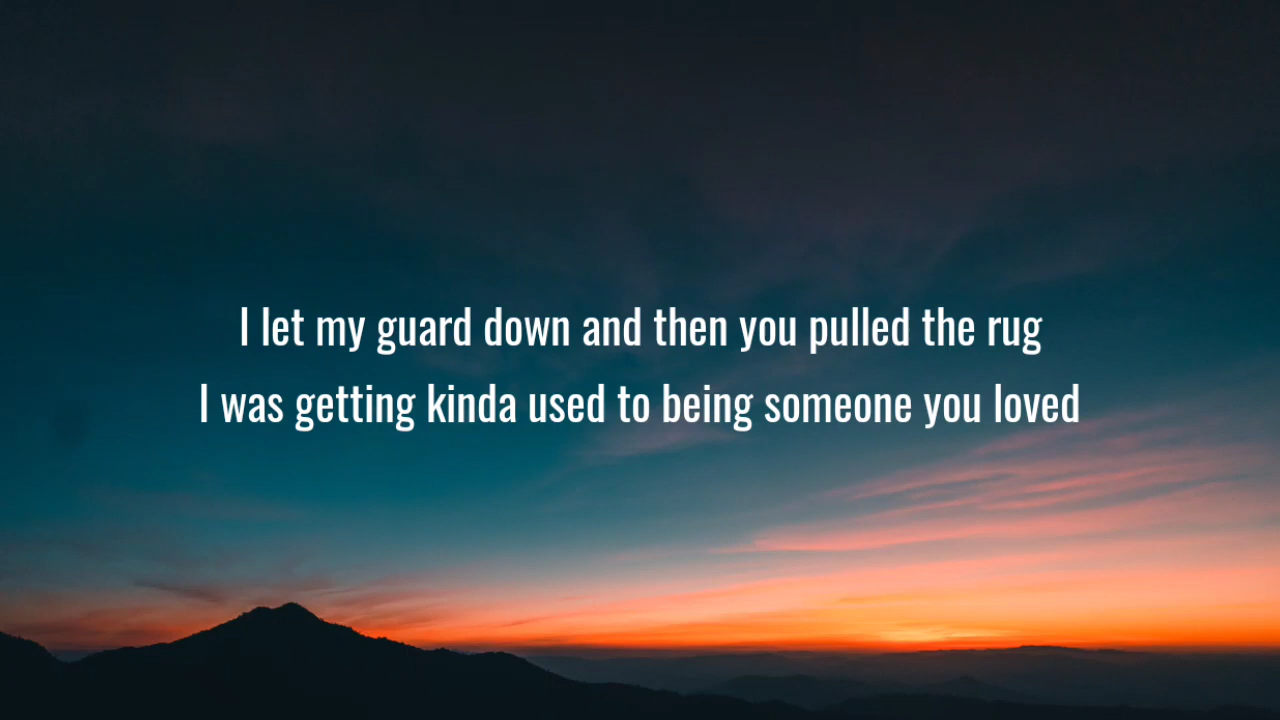 I let my guard down and then you pulled the rug
I was getting kinda used to being someone you loved